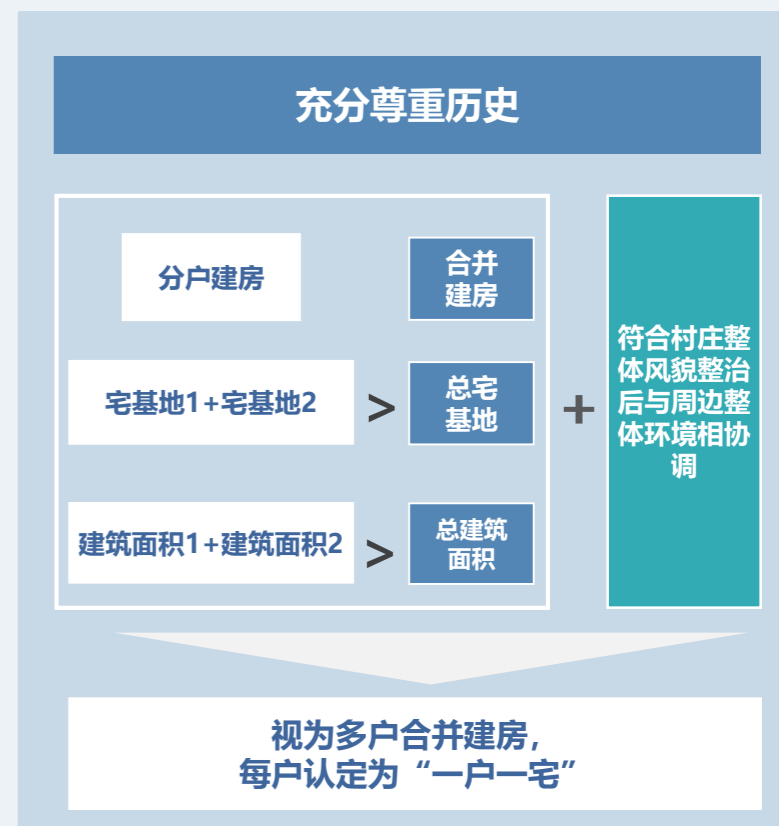 充分尊重历史
分户建房
合并
建房
宅基地1+宅基地2
>
总宅
基地
建筑面积1+建筑面积2
>
总建筑
面积
+
符合村庄整
体风貌整治
后与周边整
体环境相协
调
视为多户合并建房，
每户认定为“一户一宅”